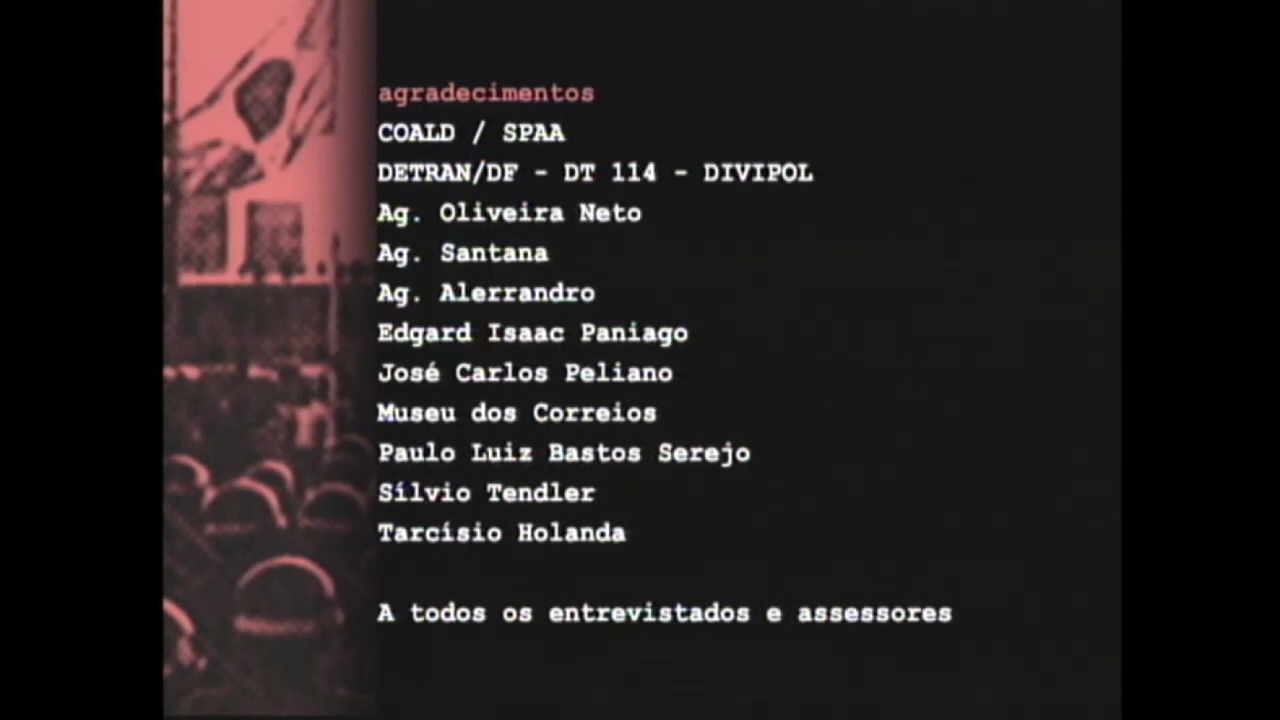 agradecimentos
COALD / SPAA
DETRAN/DF - DT 114 - DIVIPOL
Ag. Oliveira Neto
Ag. Santana
Ag. Alerrandro
Edgard Isaac Paniago
José Carlos Peliano
Museu dos Correios
Paulo Luiz Bastos Serejo
Sílvio Tendler
Tarcísio Holanda
A todos os entrevistados e assessores